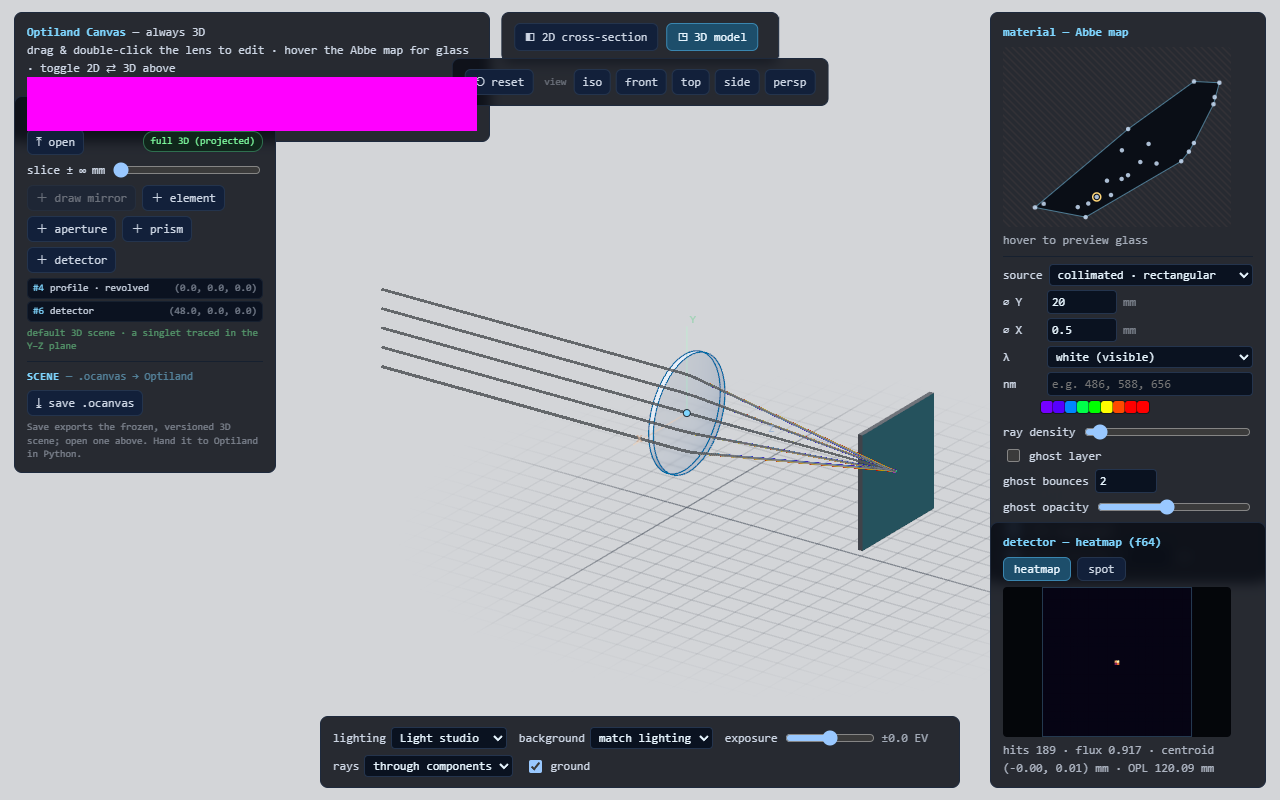 Optiland Canvas — always 3D
drag & double-click the lens to edit · hover the Abbe map for glass
· toggle 2D ⇄ 3D above
2D cross-section
3D model
reset
view
iso
front
top
side
persp
⤒ open
full 3D (projected)
slice ± ∞ mm
+ draw mirror
+ element
+ aperture
+ prism
+ detector
#4 profile · revolved (0.0, 0.0, 0.0)
#6 detector (48.0, 0.0, 0.0)
default 3D scene · a singlet traced in the
Y–Z plane
SCENE — .ocanvas → Optiland
⤓ save .ocanvas
Save exports the frozen, versioned 3D
scene; open one above. Hand it to Optiland
in Python.
Y
material — Abbe map
hover to preview glass
source collimated · rectangular
⌀ Y 20 mm
⌀ X 0.5 mm
λ white (visible)
nm e.g. 486, 588, 656
ray density
ghost layer
ghost bounces 2
ghost opacity
detector — heatmap (f64)
heatmap
spot
hits 189 · flux 0.917 · centroid
(-0.00, 0.01) mm · OPL 120.09 mm
lighting Light studio background match lighting exposure ±0.0 EV
rays through components ground